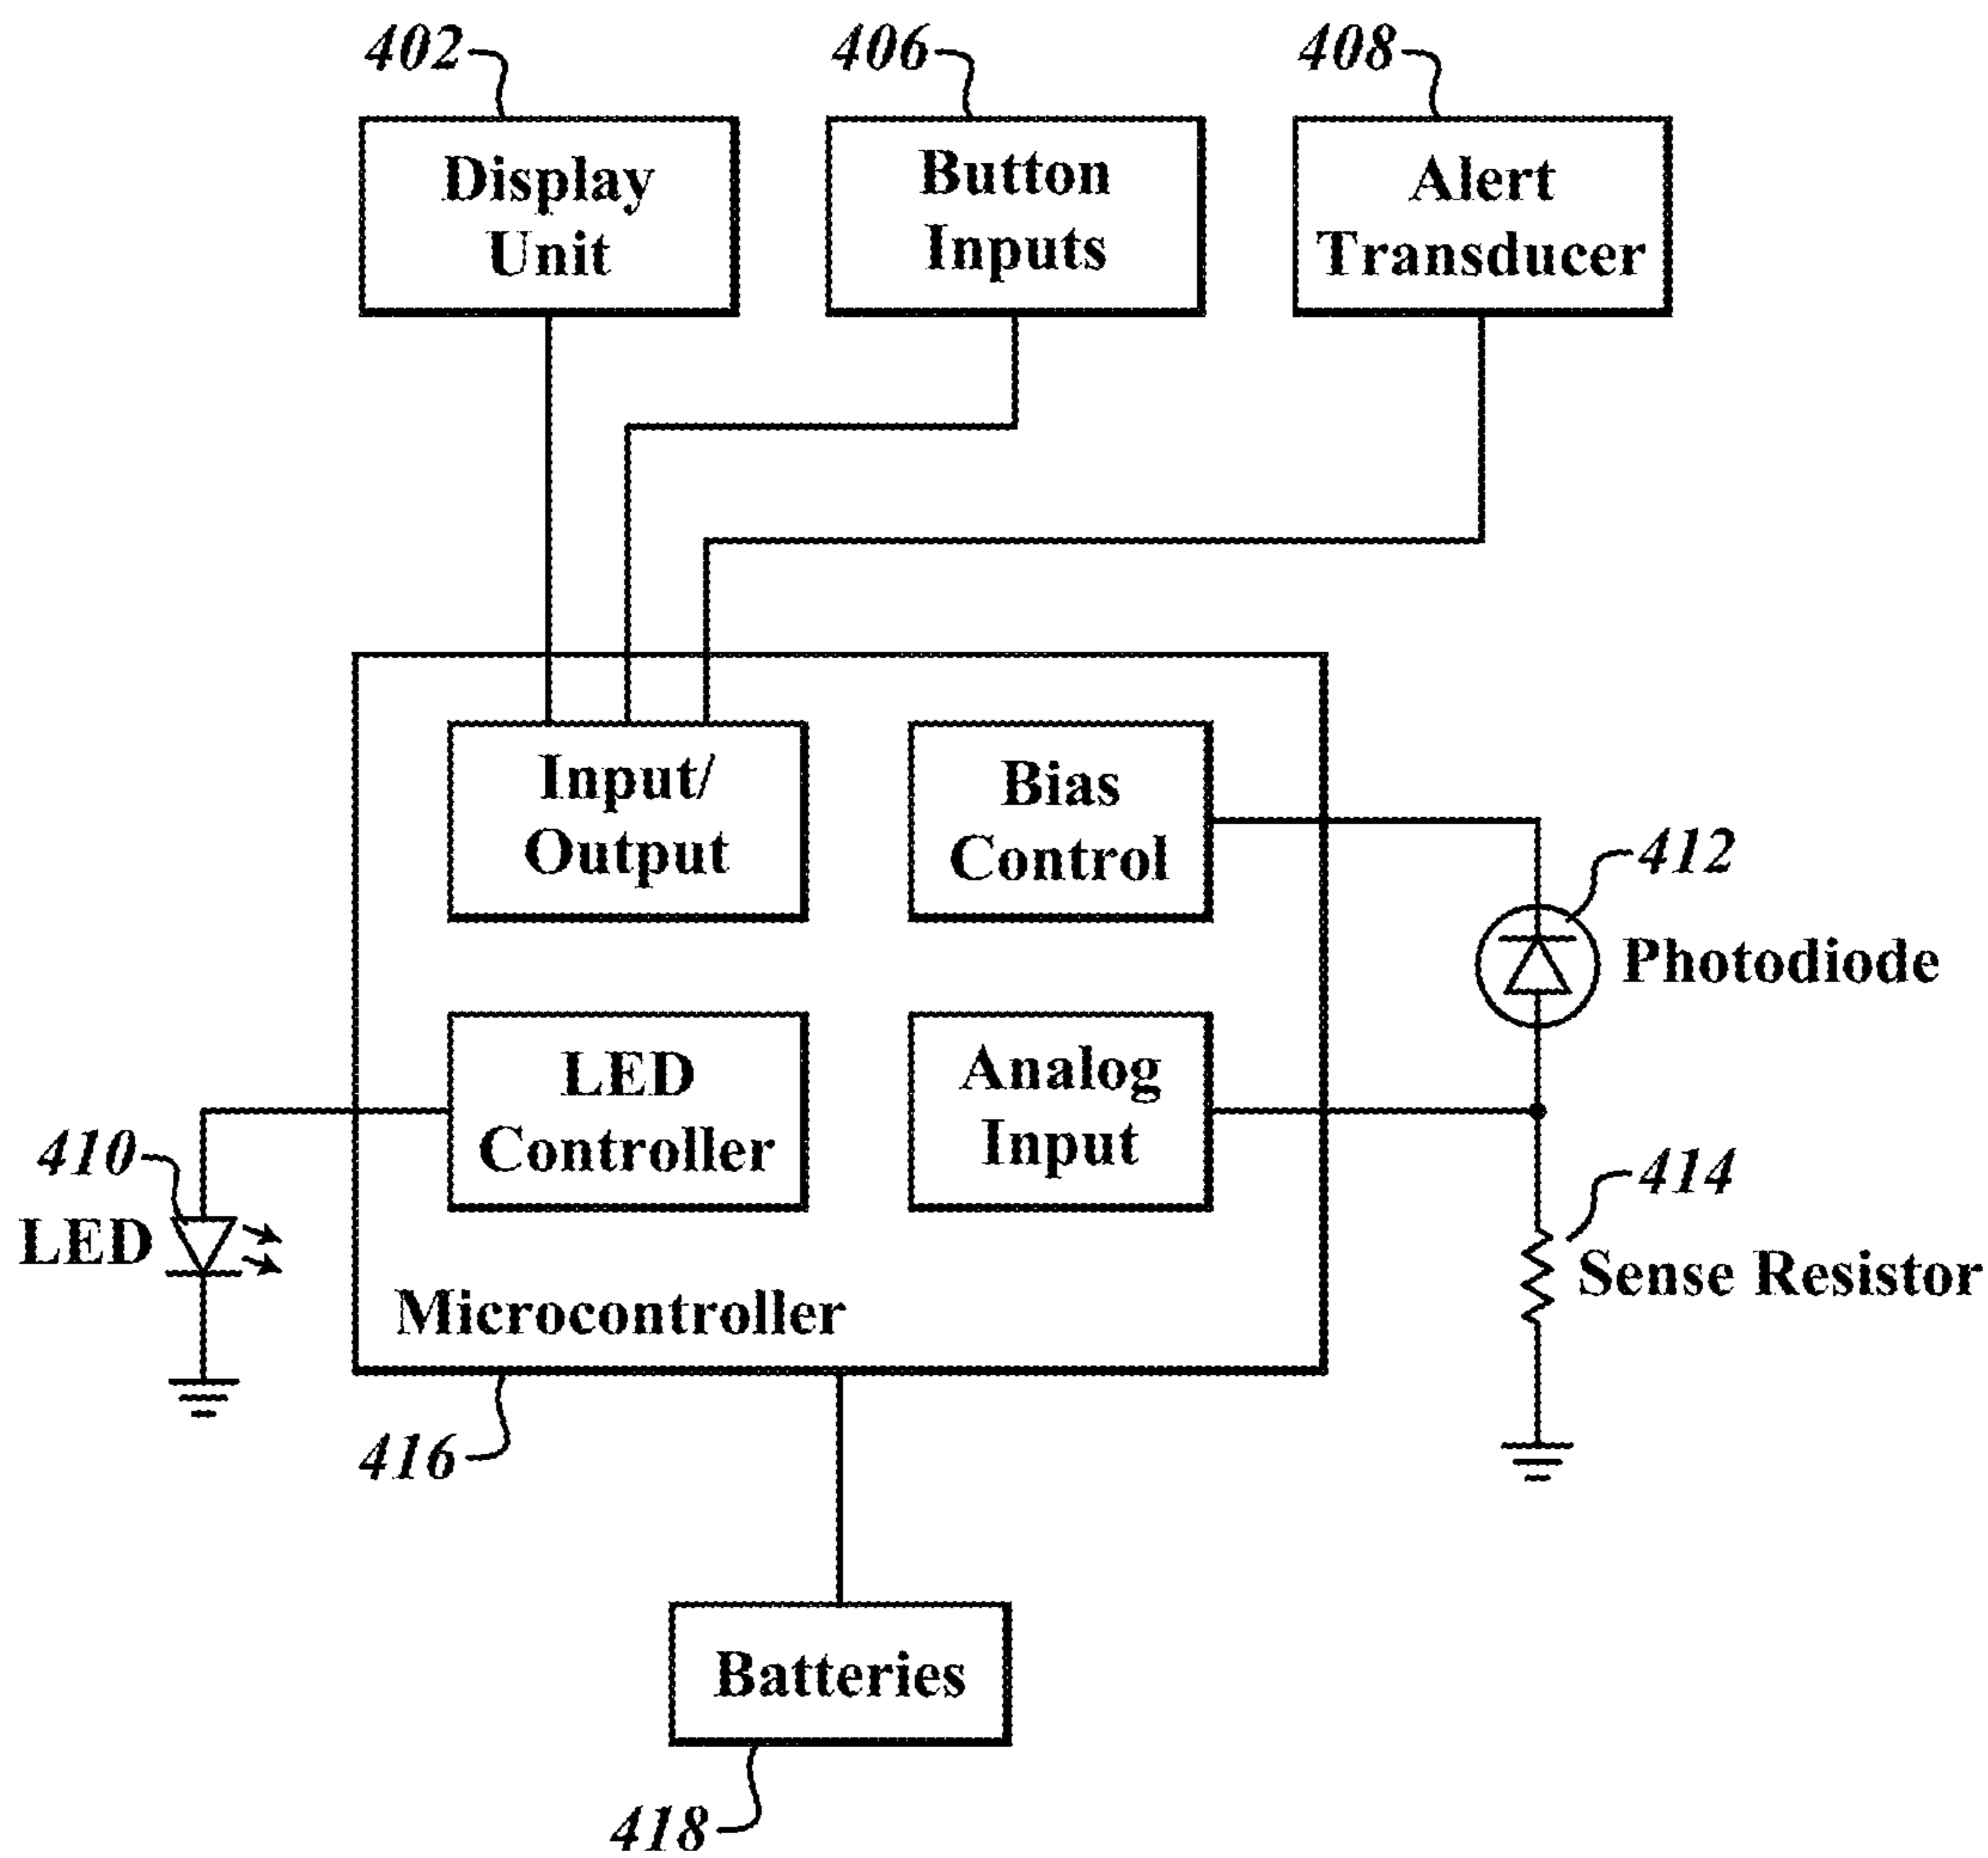 402
406
408
Display
Unit
Button
Inputs
Alert
Transducer
Input/
Output
Bias
Control
412
Photodiode
LED
Controller
Analog
Input
410
LED
414
Sense Resistor
Microcontroller
416
Batteries
418